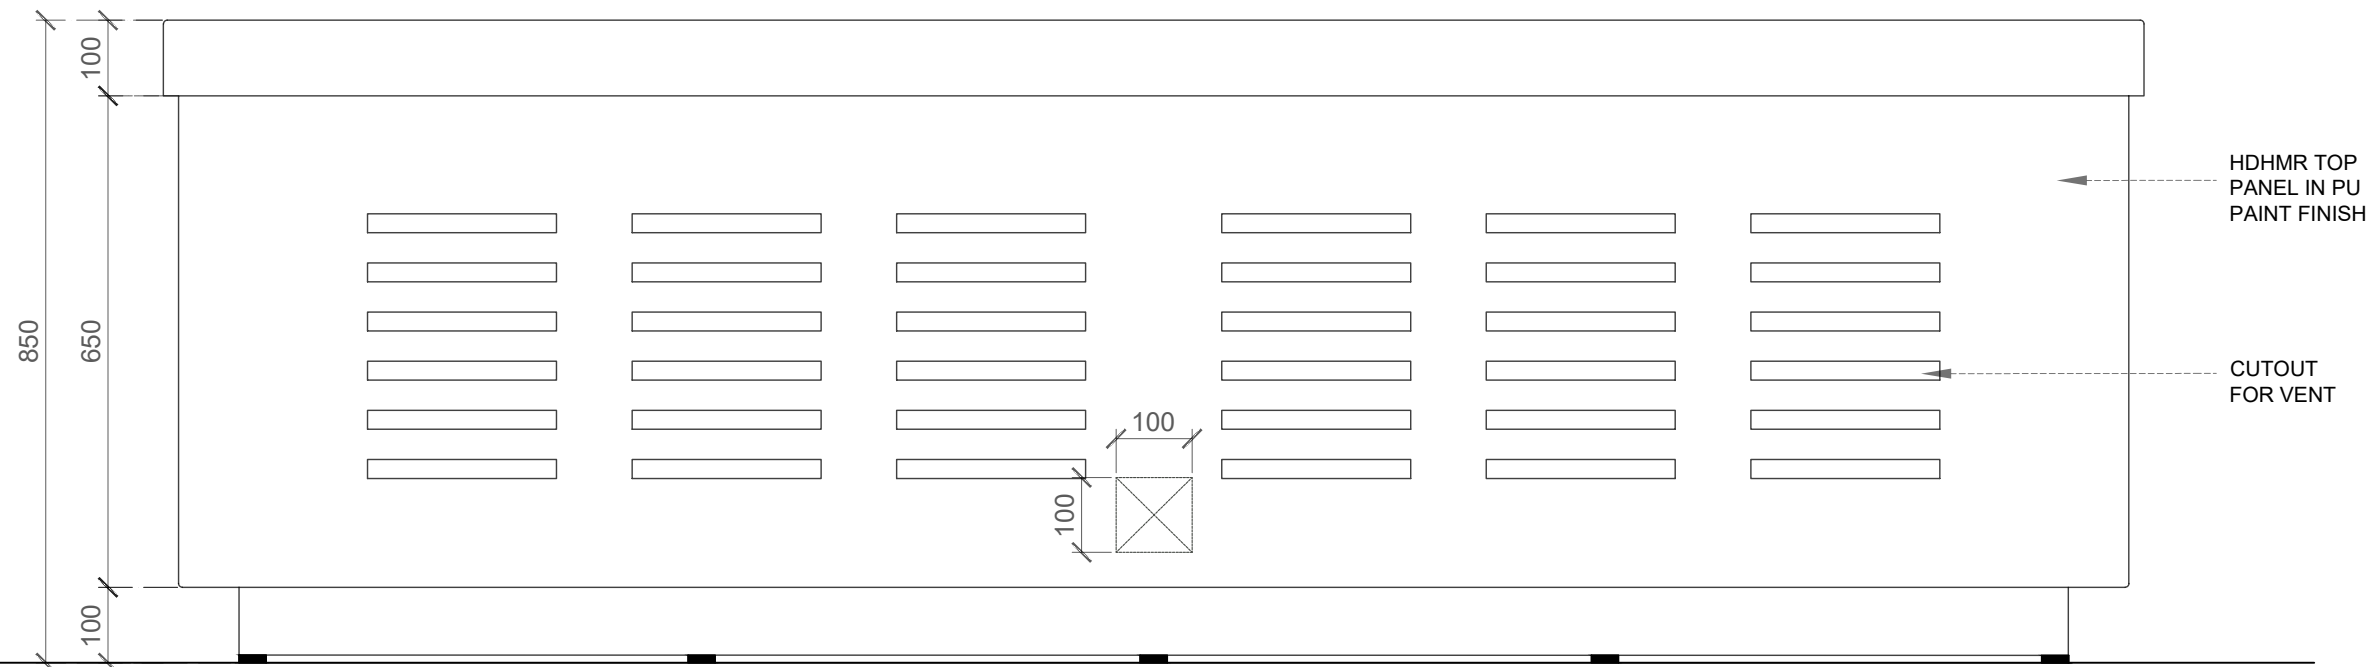 100
850
650
100
100
100
HDHMR TOP
PANEL IN PU
PAINT FINISH
CUTOUT
FOR VENT